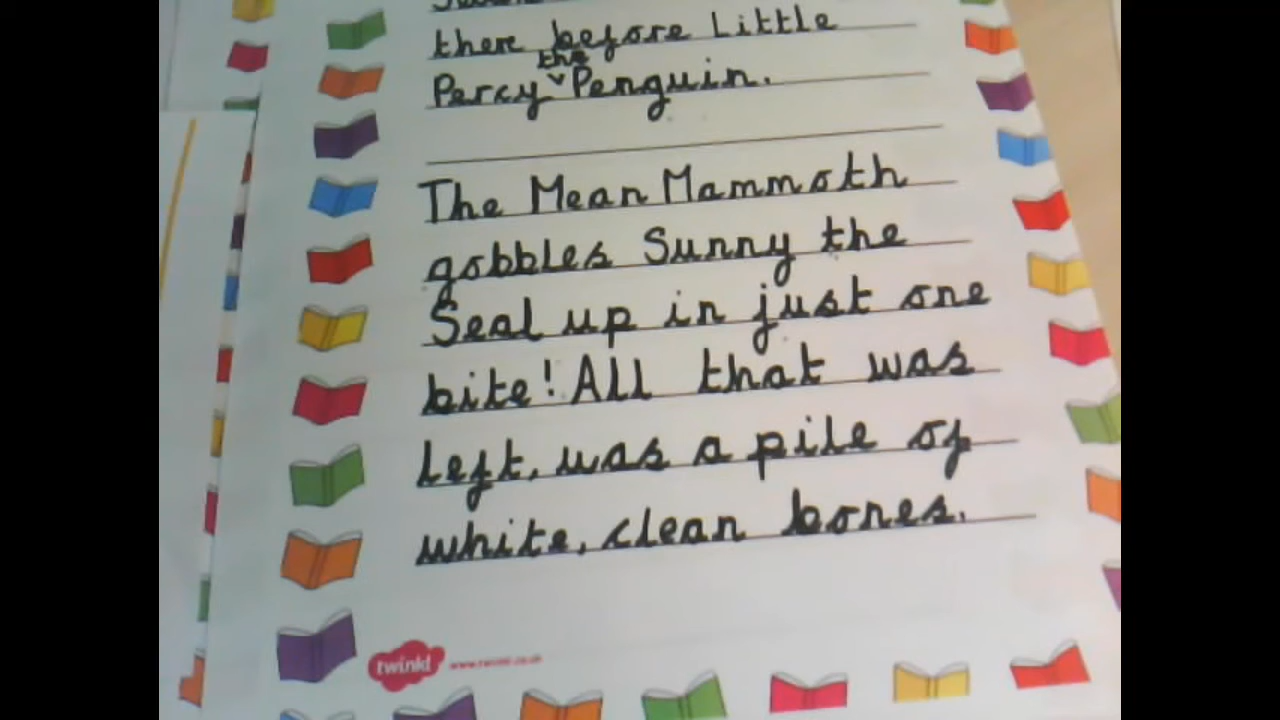 there before Little
the
Percy Penguin.
The Mean Mammoth
gobbles Sunny the
Seal up in just one
bite! All that was
left, was a pile of
white, clean bones.
twinkl www.twinkl.co.uk